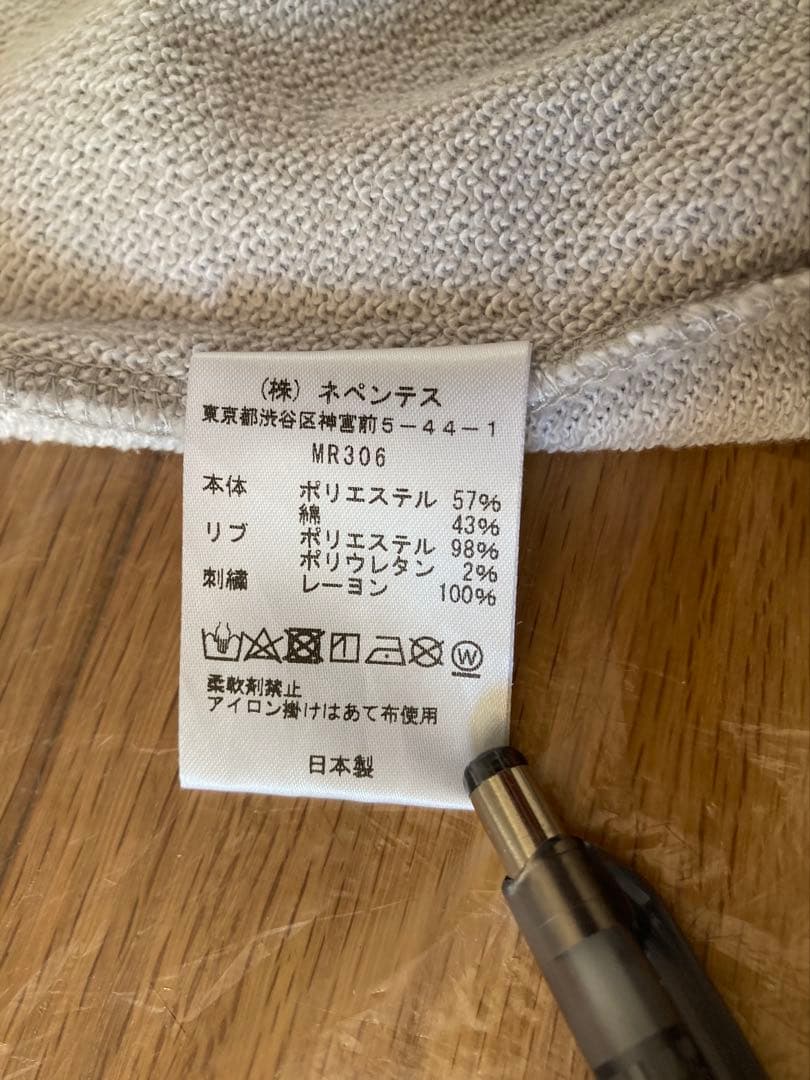 (株) ネペンテス
東京都渋谷区神宮前5-44-1
MR306
本体 ポリエステル 57%
綿 43%
リブ ポリエステル 98%
ポリウレタン 2%
刺繍 レーヨン 100%
W
柔軟剤禁止
アイロン掛けはあて布使用
日本製